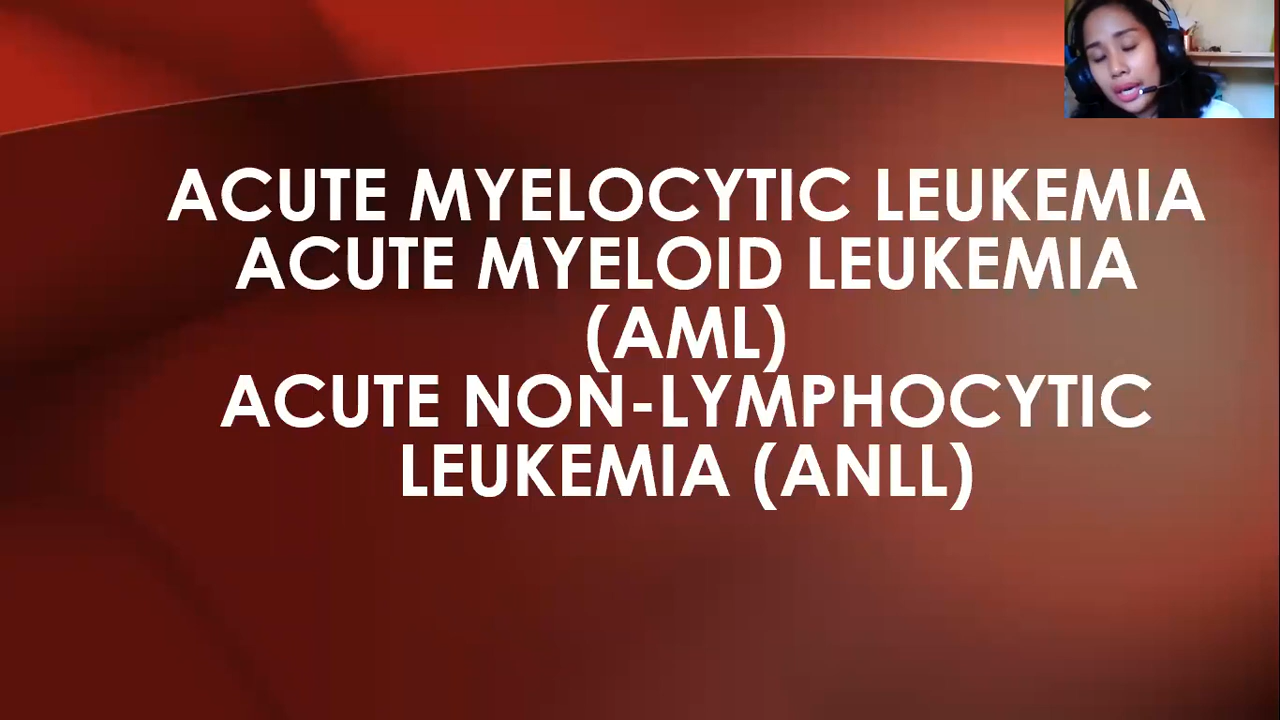 ACUTE MYELOCYTIC LEUKEMIA
ACUTE MYELOID LEUKEMIA
(AML)
ACUTE NON-LYMPHOCYTIC
LEUKEMIA (ANLL)